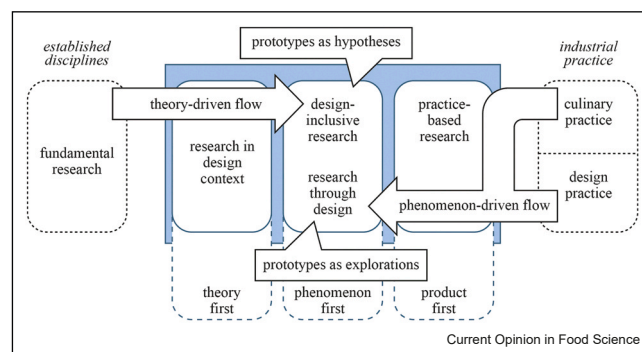 established
disciplines
prototypes as hypotheses
industrial
practice
theory-driven flow
design-
inclusive
research
practice-
based
research
culinary
practice
fundamental
research
research in
design
context
research
through
design
phenomenon-driven flow
design
practice
prototypes as explorations
theory
first
phenomenon
first
product
first
Current Opinion in Food Science